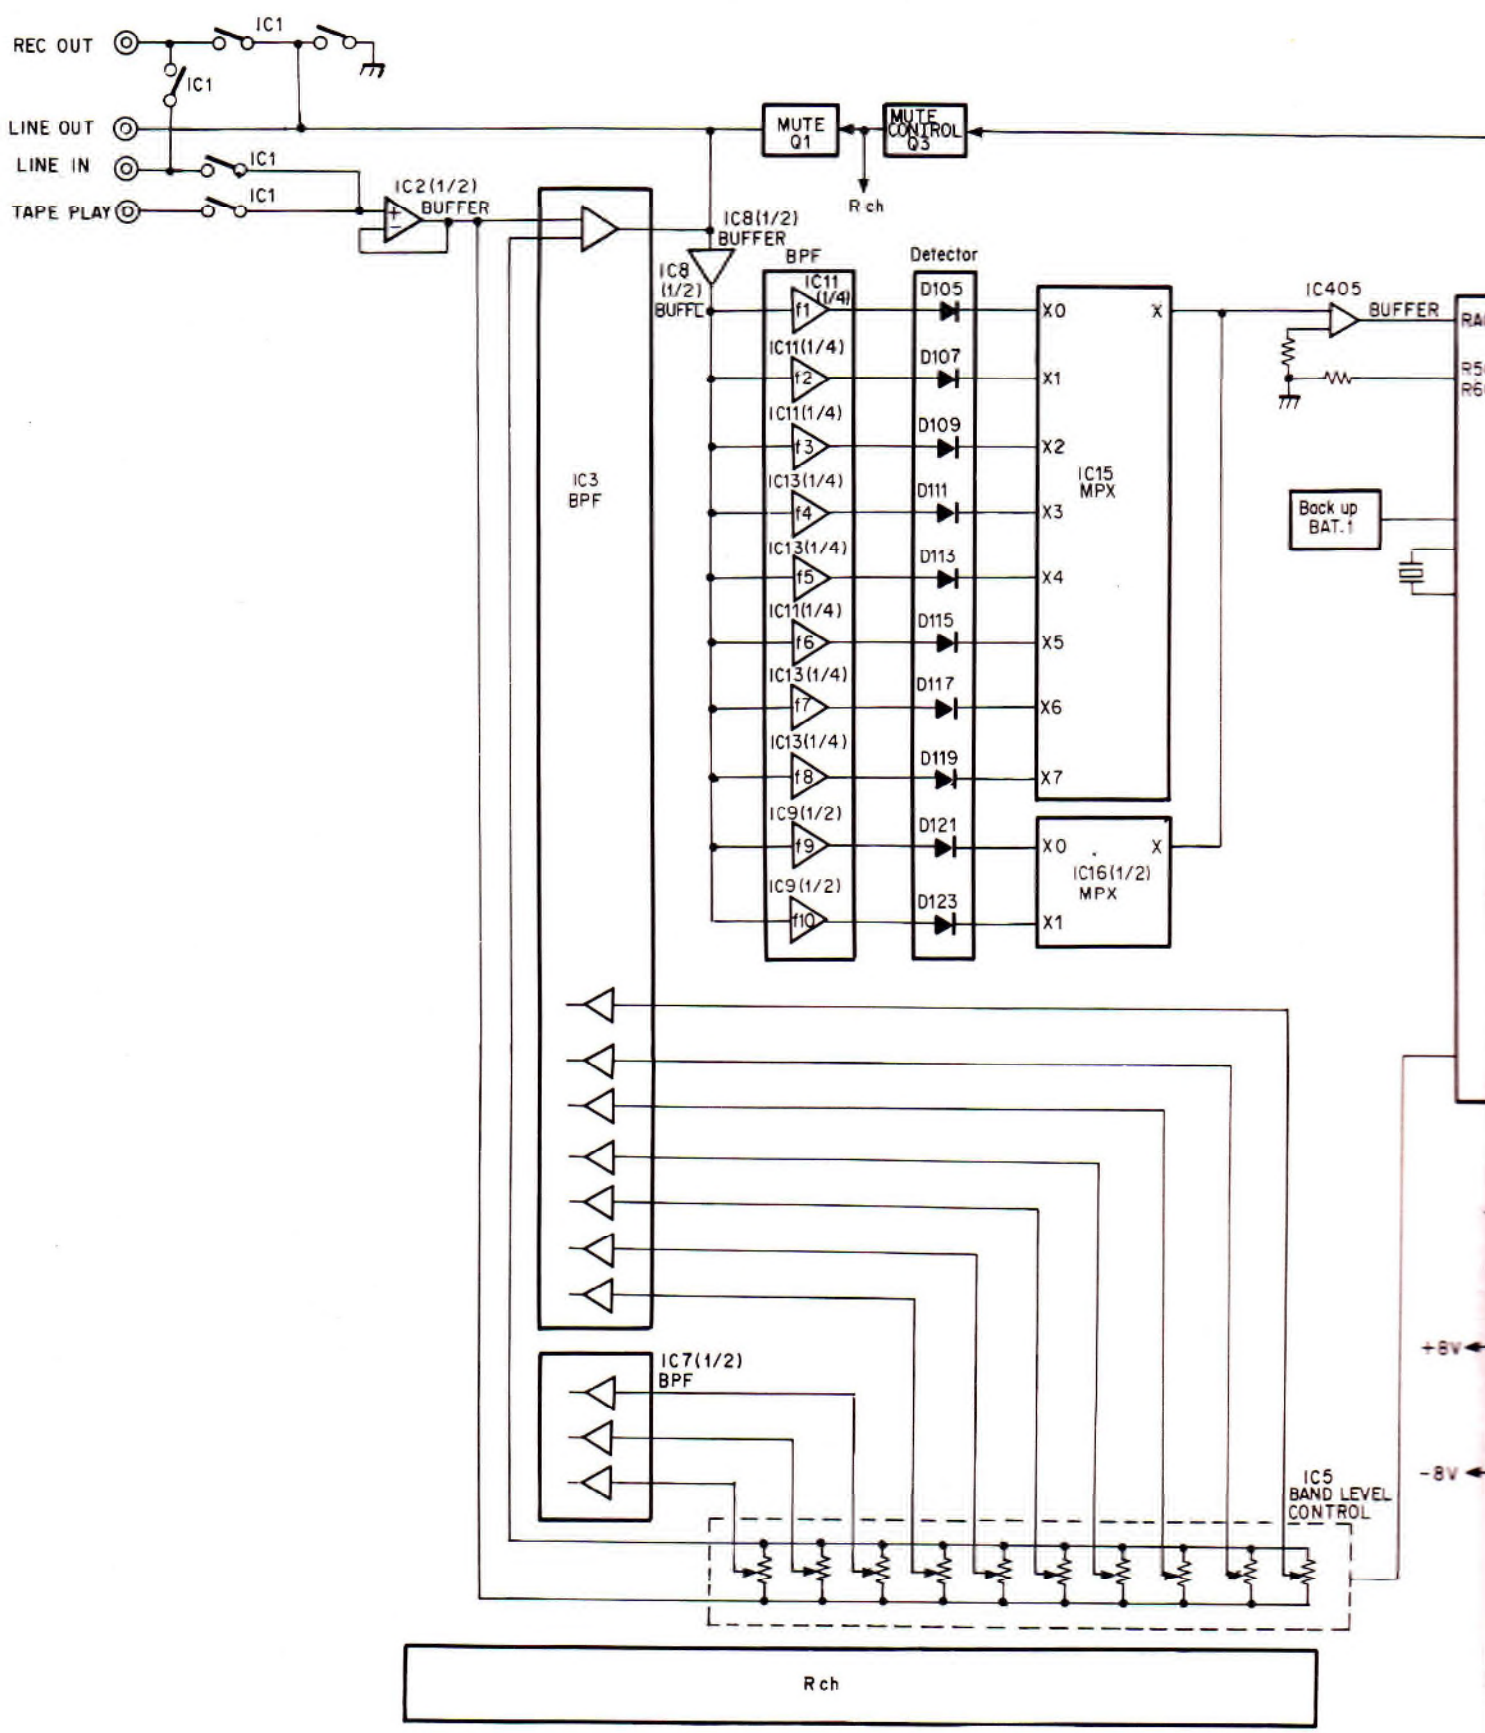 REC OUT
IC1
IC1
LINE OUT
LINE IN
IC1
TAPE PLAY
IC1
IC2(1/2)
BUFFER
+
−
MUTE
Q1
MUTE
CONTROL
Q3
R ch
IC8(1/2)
BUFFER
IC8
(1/2)
BPF
Detector
IC11
(1/4)
f1
D105
X0
X
IC405
BUFFER
IC11(1/4)
f2
D107
X1
IC11(1/4)
f3
D109
X2
IC3
BPF
IC13(1/4)
f4
D111
X3
IC15
MPX
Back up
BAT.1
IC13(1/4)
f5
D113
X4
IC11(1/4)
f6
D115
X5
IC13(1/4)
f7
D117
X6
IC13(1/4)
f8
D119
X7
IC9(1/2)
f9
D121
X0
X
IC16(1/2)
MPX
IC9(1/2)
f10
D123
X1
IC7(1/2)
BPF
+8V
-8V
IC5
BAND LEVEL
CONTROL
R ch